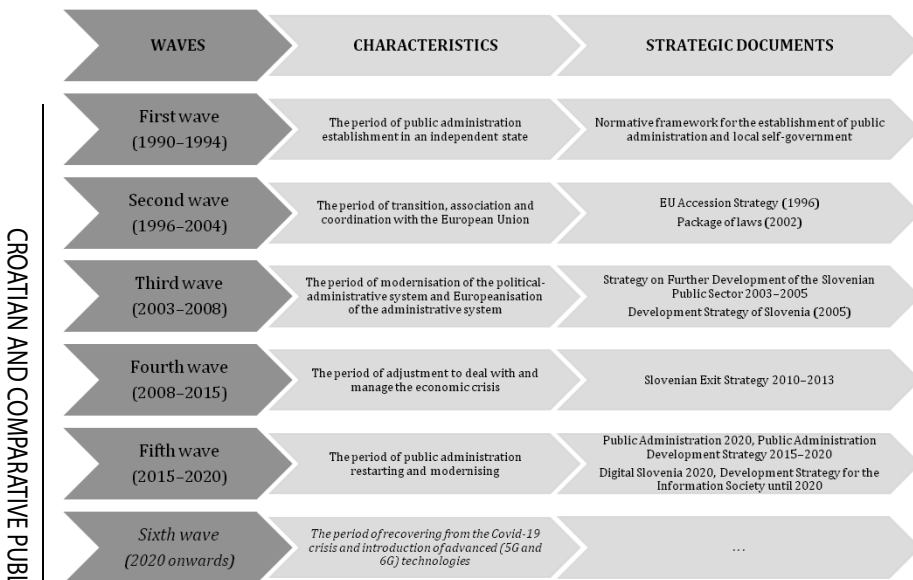 WAVES
CHARACTERISTICS
STRATEGIC DOCUMENTS
First wave
(1990–1994)
The period of public administration
establishment in an independent state
Normative framework for the establishment of public
administration and local self-government
Second wave
(1996–2004)
The period of transition, association and
coordination with the European Union
EU Accession Strategy (1996)
Package of laws (2002)
Third wave
(2003–2008)
The period of modernisation of the political-
administrative system and Europeanisation
of the administrative system
Strategy on Further Development of the Slovenian
Public Sector 2003–2005
Development Strategy of Slovenia (2005)
Fourth wave
(2008–2015)
The period of adjustment to deal with and
manage the economic crisis
Slovenian Exit Strategy 2010–2013
Fifth wave
(2015–2020)
The period of public administration
restarting and modernising
Public Administration 2020, Public Administration
Development Strategy 2015–2020
Digital Slovenia 2020, Development Strategy for the
Information Society until 2020
Sixth wave
(2020 onwards)
The period of recovering from the Covid-19
crisis and introduction of advanced (5G and
6G) technologies
...
CROATIAN AND COMPARATIVE PUBL